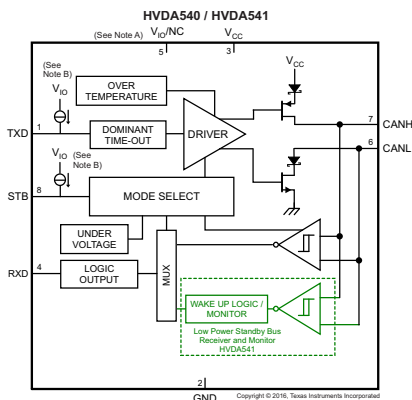 HVDA540 / HVDA541
(See Note A) VIO/NC VCC
5 3
(See
Note B)
VIO
OVER
TEMPERATURE
VCC
TXD 1
DOMINANT
TIME-OUT
DRIVER
7 CANH
6 CANL
VIO (See
Note B)
STB 8
MODE SELECT
UNDER
VOLTAGE
RXD 4
LOGIC
OUTPUT
MUX
WAKE UP LOGIC /
MONITOR
Low Power Standby Bus
Receiver and Monitor
HVDA541
2
GND
Copyright © 2016, Texas Instruments Incorporated